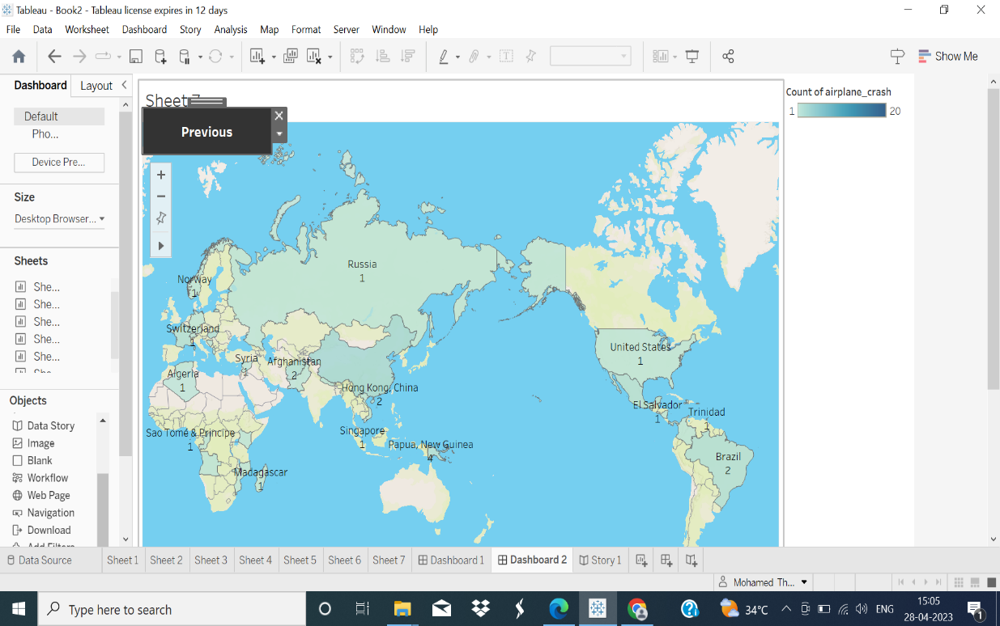 Tableau - Book2 - Tableau license expires in 12 days
File Data Worksheet Dashboard Story Analysis Map Format Server Window Help
Show Me
Dashboard Layout
Default
Pho...
Device Pre...
Size
Desktop Browser...
Sheets
She...
She...
She...
She...
She...
Objects
Data Story
Image
Blank
Workflow
Web Page
Navigation
Download
Add Filters
Sheet 7
Previous
Count of airplane_crash
1 20
Russia
1
Norway
1
Switzerland
1
Syria
1
Afghanistan
2
Algeria
1
Hong Kong, China
2
Sao Tomé & Príncipe
1
Singapore
1
Papua, New Guinea
4
Madagascar
1
United States
1
El Salvador
1
Trinidad
1
Brazil
2
Data Source Sheet 1 Sheet 2 Sheet 3 Sheet 4 Sheet 5 Sheet 6 Sheet 7 Dashboard 1 Dashboard 2 Story 1
Mohamed Th...
Type here to search
34°C
ENG
15:05
28-04-2023
1